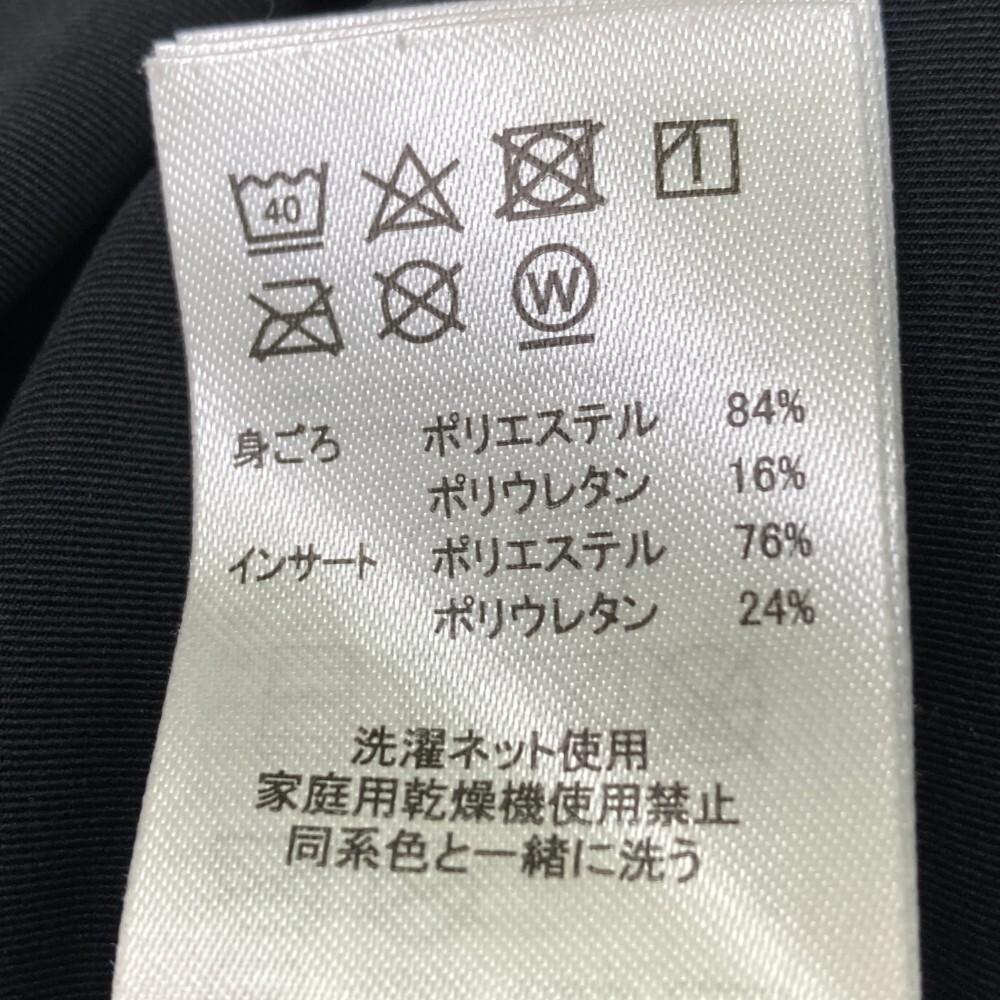 40
W
身ごろ ポリエステル 84%
ポリウレタン 16%
インサート ポリエステル 76%
ポリウレタン 24%
洗濯ネット使用
家庭用乾燥機使用禁止
同系色と一緒に洗う